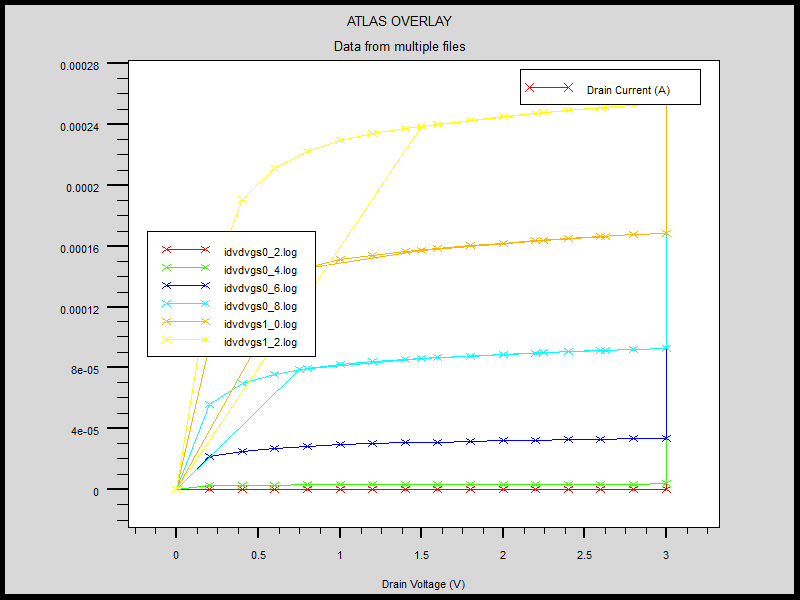 ATLAS OVERLAY
Data from multiple files
0.00028
0.00024
0.0002
0.00016
0.00012
8e-05
4e-05
0
Drain Current (A)
idvdvgs0_2.log
idvdvgs0_4.log
idvdvgs0_6.log
idvdvgs0_8.log
idvdvgs1_0.log
idvdvgs1_2.log
0 0.5 1 1.5 2 2.5 3
Drain Voltage (V)